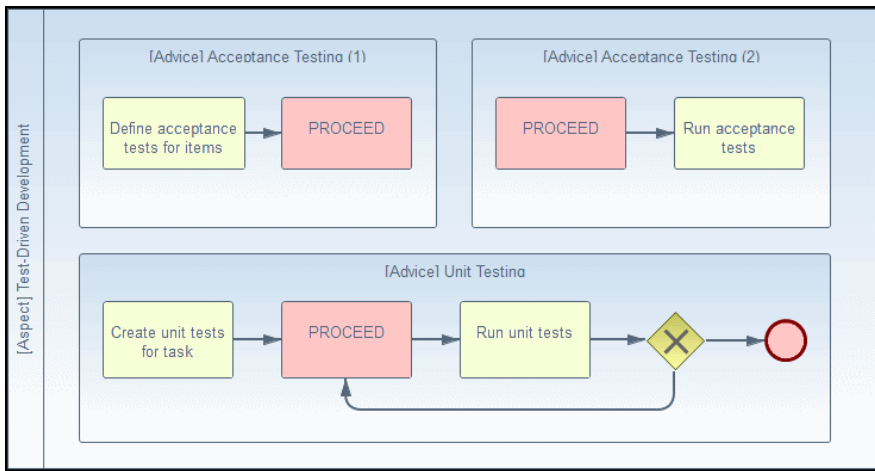 [Aspect] Test-Driven Development
[Advice] Acceptance Testing (1)
Define acceptance
tests for items
PROCEED
[Advice] Acceptance Testing (2)
PROCEED
Run acceptance
tests
[Advice] Unit Testing
Create unit tests
for task
PROCEED
Run unit tests